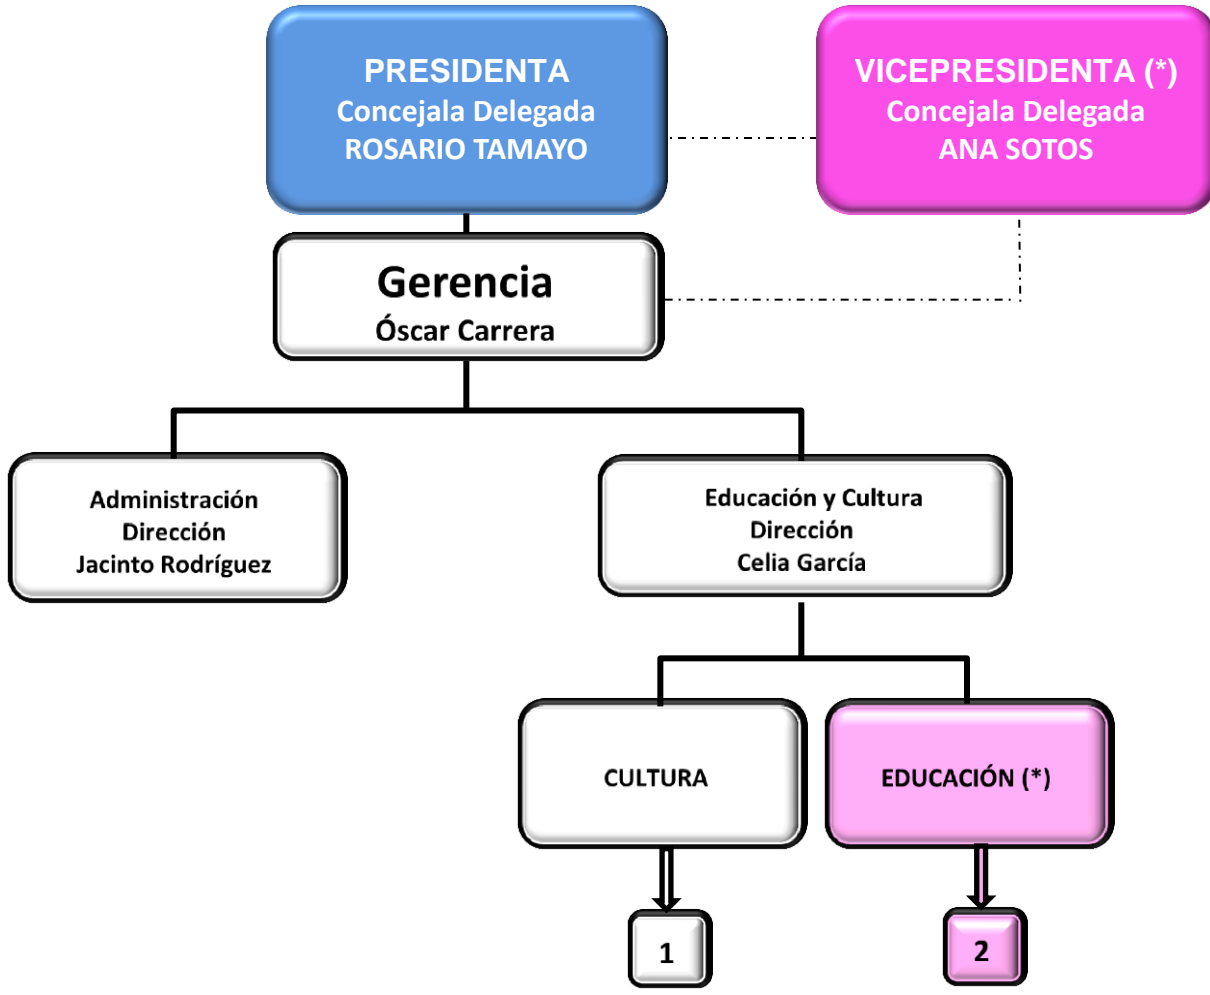 PRESIDENTA
Concejala Delegada
ROSARIO TAMAYO
VICEPRESIDENTA (*)
Concejala Delegada
ANA SOTOS
Gerencia
Óscar Carrera
Administración
Dirección
Jacinto Rodríguez
Educación y Cultura
Dirección
Celia García
CULTURA
EDUCACIÓN (*)
1
2